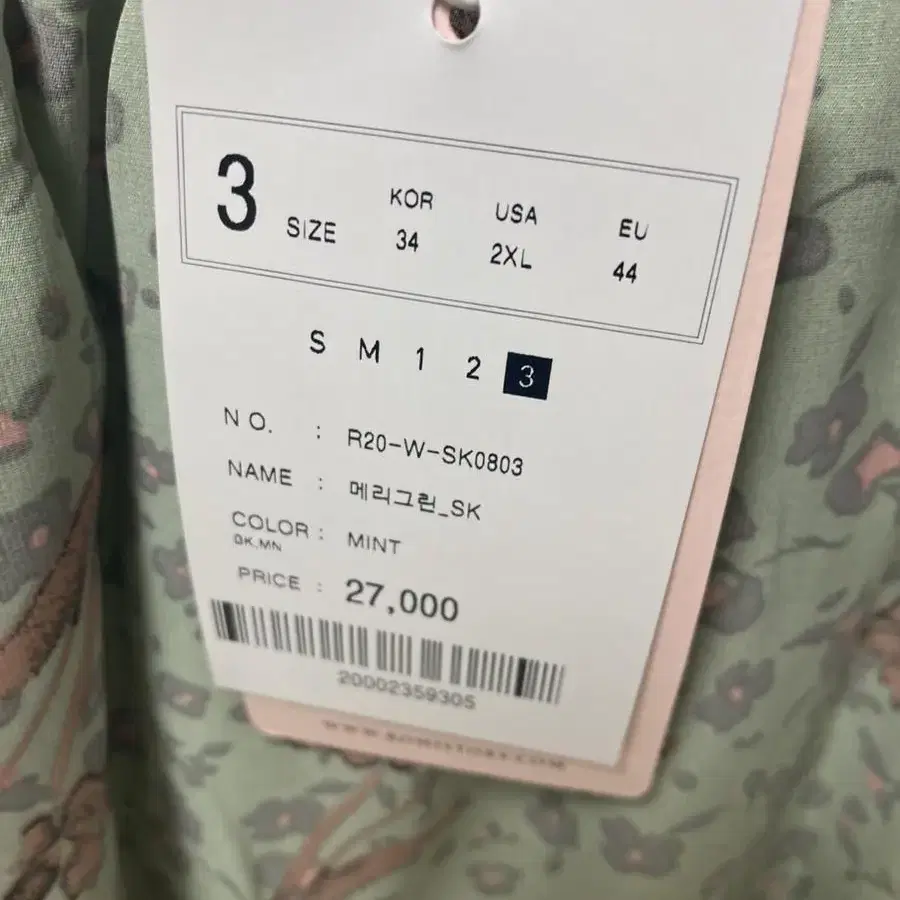 3 SIZE KOR 34 USA 2XL EU 44
S M 1 2 3
NO. : R20-W-SK0803
NAME : 메리그린_SK
COLOR : MINT
BK,MN
PRICE : 27,000
20002359305